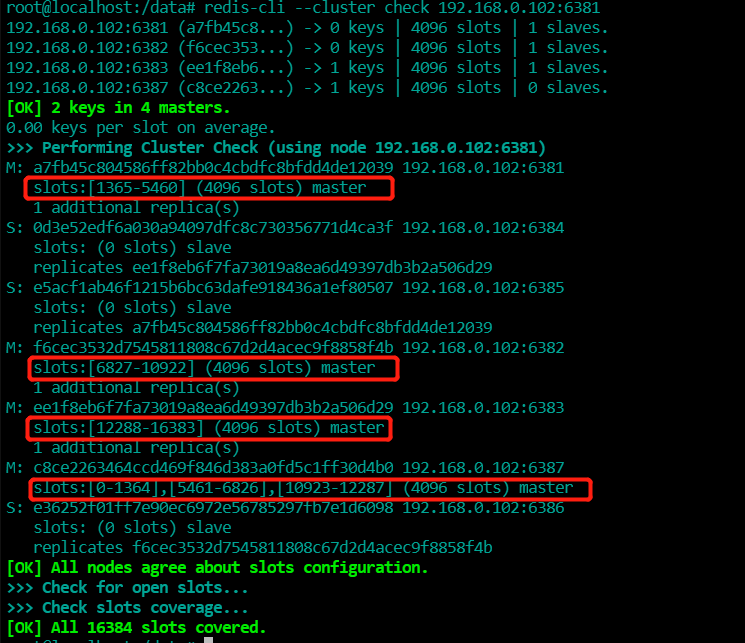 root@localhost:/data# redis-cli --cluster check 192.168.0.102:6381
192.168.0.102:6381 (a7fb45c8...) -> 0 keys | 4096 slots | 1 slaves.
192.168.0.102:6382 (f6cec353...) -> 0 keys | 4096 slots | 1 slaves.
192.168.0.102:6383 (ee1f8eb6...) -> 1 keys | 4096 slots | 1 slaves.
192.168.0.102:6387 (c8ce2263...) -> 1 keys | 4096 slots | 0 slaves.
[OK] 2 keys in 4 masters.
0.00 keys per slot on average.
>>> Performing Cluster Check (using node 192.168.0.102:6381)
M: a7fb45c804586ff82bb0c4cbdfc8bfdd4de12039 192.168.0.102:6381
slots:[1365-5460] (4096 slots) master
1 additional replica(s)
S: 0d3e52edf6a030a94097dfc8c730356771d4ca3f 192.168.0.102:6384
slots: (0 slots) slave
replicates ee1f8eb6f7fa73019a8ea6d49397db3b2a506d29
S: e5acf1ab46f1215b6bc63dafe918436a1ef80507 192.168.0.102:6385
slots: (0 slots) slave
replicates a7fb45c804586ff82bb0c4cbdfc8bfdd4de12039
M: f6cec3532d7545811808c67d2d4acec9f8858f4b 192.168.0.102:6382
slots:[6827-10922] (4096 slots) master
1 additional replica(s)
M: ee1f8eb6f7fa73019a8ea6d49397db3b2a506d29 192.168.0.102:6383
slots:[12288-16383] (4096 slots) master
1 additional replica(s)
M: c8ce2263464ccd469f846d383a0fd5c1ff30d4b0 192.168.0.102:6387
slots:[0-1364],[5461-6826],[10923-12287] (4096 slots) master
S: e36252f01ff7e90ec6972e56785297fb7e1d6098 192.168.0.102:6386
slots: (0 slots) slave
replicates f6cec3532d7545811808c67d2d4acec9f8858f4b
[OK] All nodes agree about slots configuration.
>>> Check for open slots...
>>> Check slots coverage...
[OK] All 16384 slots covered.